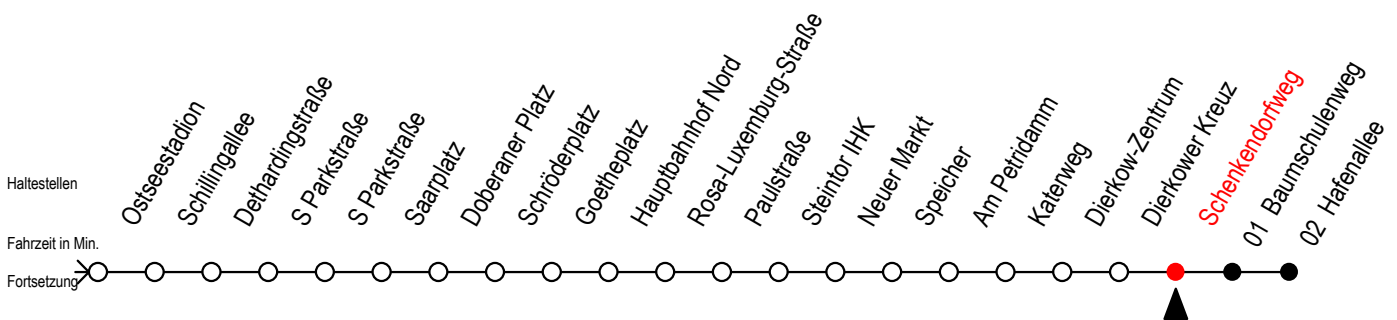 Haltestellen
Ostseestadion
Schillingallee
Dethardingstraße
S Parkstraße
S Parkstraße
Saarplatz
Doberaner Platz
Schröderplatz
Goetheplatz
Hauptbahnhof Nord
Rosa-Luxemburg-Straße
Paulstraße
Steintor IHK
Neuer Markt
Speicher
Am Petridamm
Katerweg
Dierkow-Zentrum
Dierkower Kreuz
Schenkendorfweg
01 Baumschulenweg
02 Hafenallee
Fahrzeit in Min.
Fortsetzung